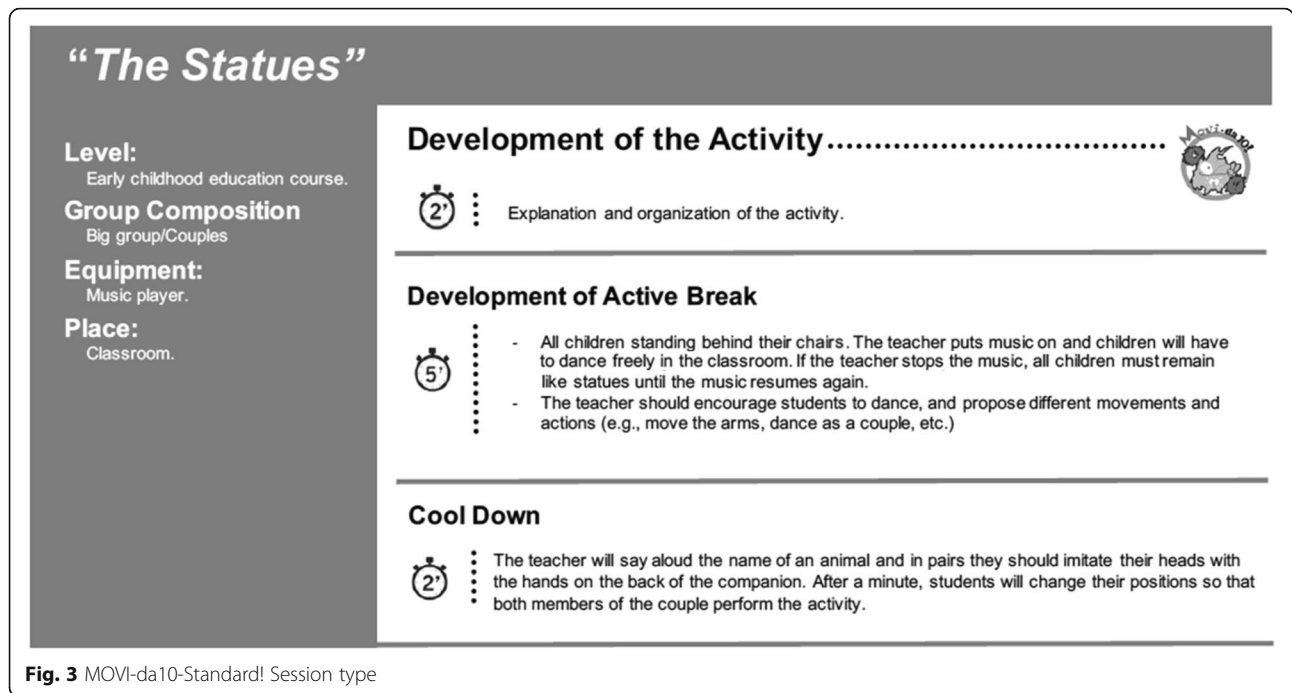 “The Statues”
Level:
Early childhood education course.
Group Composition
Big group/Couples
Equipment:
Music player.
Place:
Classroom.
Development of the Activity..................................
Movi-da10!
2’
Explanation and organization of the activity.
Development of Active Break
5’
- All children standing behind their chairs. The teacher puts music on and children will have
to dance freely in the classroom. If the teacher stops the music, all children must remain
like statues until the music resumes again.
- The teacher should encourage students to dance, and propose different movements and
actions (e.g., move the arms, dance as a couple, etc.)
Cool Down
2’
The teacher will say aloud the name of an animal and in pairs they should imitate their heads with
the hands on the back of the companion. After a minute, students will change their positions so that
both members of the couple perform the activity.
Fig. 3 MOVI-da10-Standard! Session type